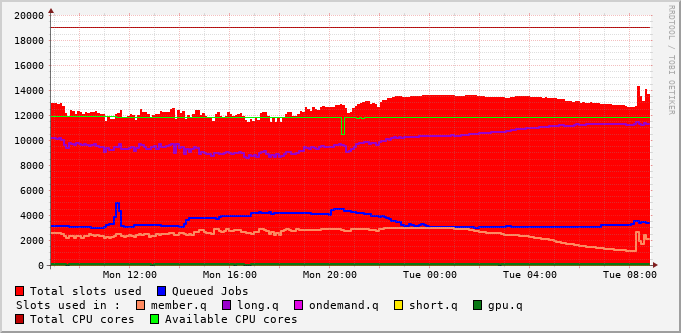 RRDTOOL / TOBI OETIKER
20000
18000
16000
14000
12000
10000
8000
6000
4000
2000
0
Mon 12:00 Mon 16:00 Mon 20:00 Tue 00:00 Tue 04:00 Tue 08:00
Total slots used Queued Jobs
Slots used in : member.q long.q ondemand.q short.q gpu.q
Total CPU cores Available CPU cores